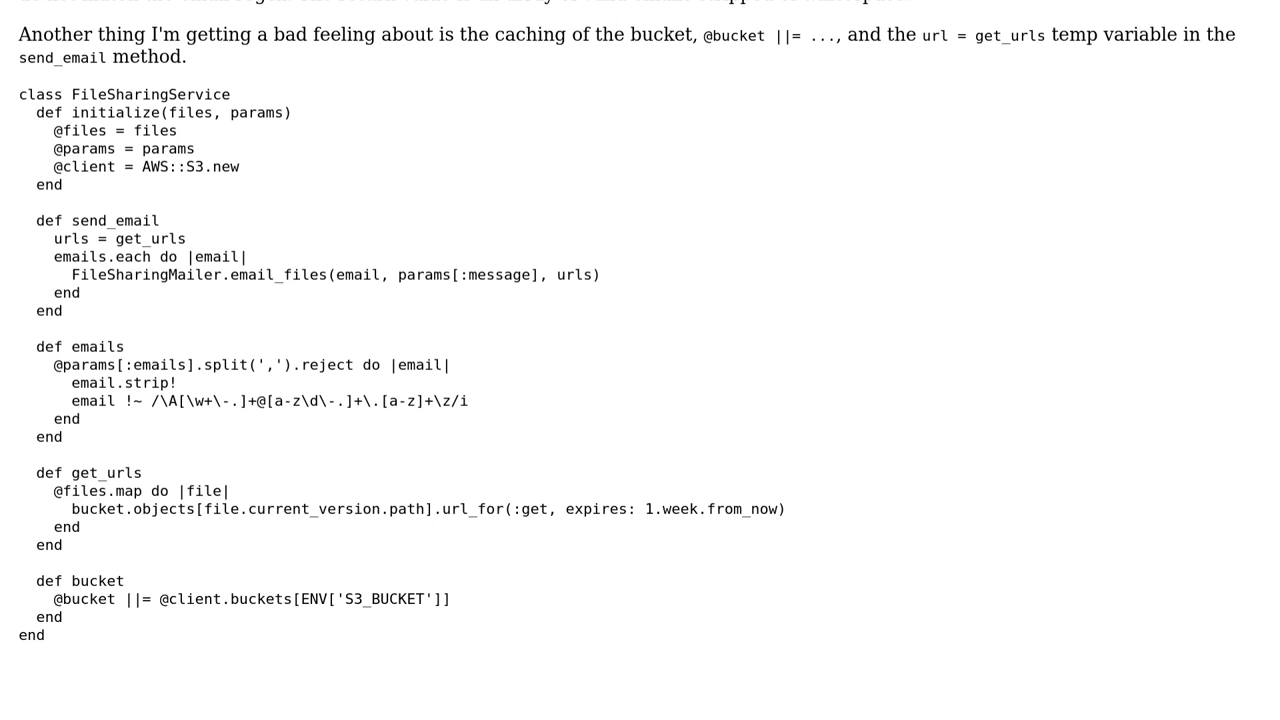 Another thing I'm getting a bad feeling about is the caching of the bucket, @bucket ||= ..., and the url = get_urls temp variable in the
send_email method.
class FileSharingService
  def initialize(files, params)
    @files = files
    @params = params
    @client = AWS::S3.new
  end
  def send_email
    urls = get_urls
    emails.each do |email|
      FileSharingMailer.email_files(email, params[:message], urls)
    end
  end
  def emails
    @params[:emails].split(',').reject do |email|
      email.strip!
      email !~ /\A[\w+\-.]+@[a-z\d\-.]+\.[a-z]+\z/i
    end
  end
  def get_urls
    @files.map do |file|
      bucket.objects[file.current_version.path].url_for(:get, expires: 1.week.from_now)
    end
  end
  def bucket
    @bucket ||= @client.buckets[ENV['S3_BUCKET']]
  end
end